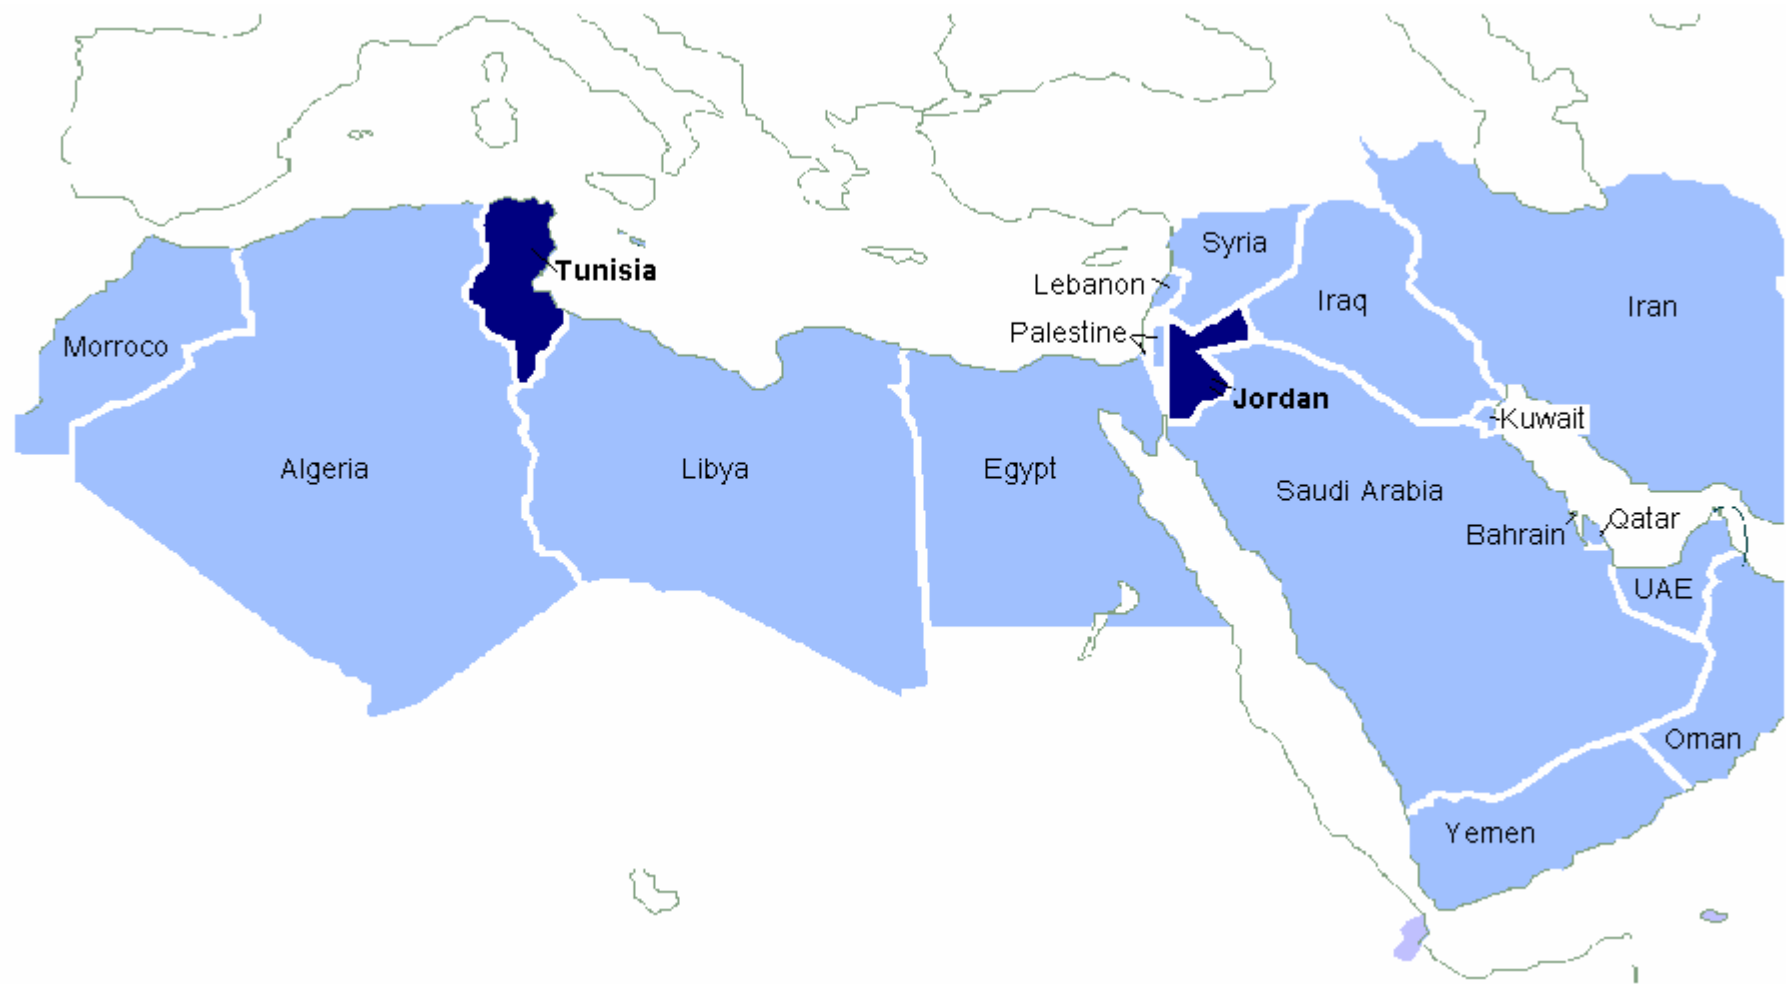 Syria
Tunisia
Lebanon
Iraq
Iran
Palestine
Morroco
Jordan
Kuwait
Algeria
Libya
Egypt
Saudi Arabia
Qatar
Bahrain
UAE
Oman
Yemen